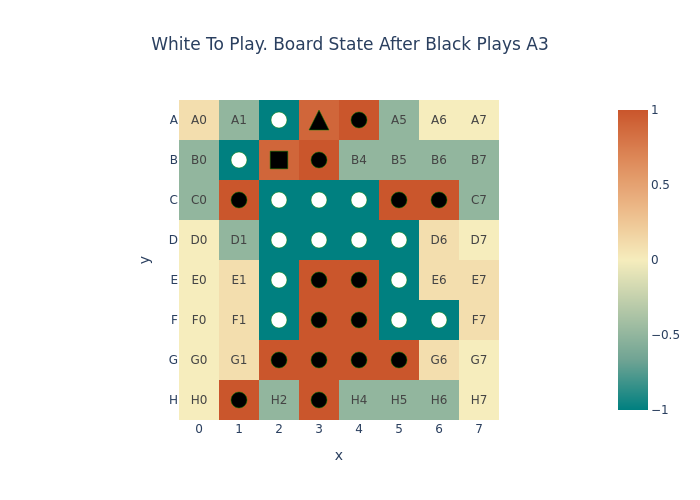 White To Play. Board State After Black Plays A3
A A0 A1 A5 A6 A7
B B0 B4 B5 B6 B7
C C0 C7
D D0 D1 D6 D7
E E0 E1 E6 E7
F F0 F1 F7
G G0 G1 G6 G7
H H0 H2 H4 H5 H6 H7
0 1 2 3 4 5 6 7
x
y
1
0.5
0
−0.5
−1